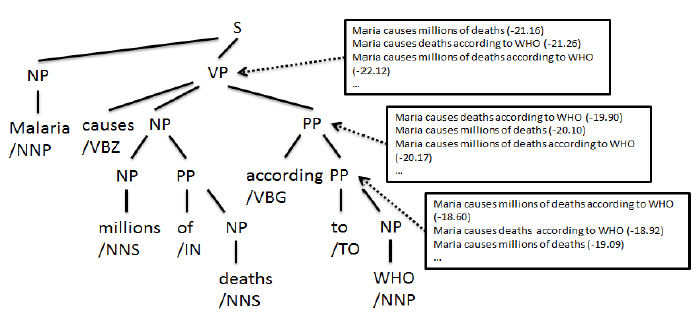 S
Maria causes millions of deaths (-21.16)
Maria causes deaths according to WHO (-21.26)
Maria causes millions of deaths according to WHO
(-22.12)
...
NP
VP
Malaria
/NNP
causes
/VBZ
NP
PP
Maria causes deaths according to WHO (-19.90)
Maria causes millions of deaths (-20.10)
Maria causes millions of deaths according to WHO
(-20.17)
...
NP
PP
according
/VBG
PP
millions
/NNS
of
/IN
NP
to
/TO
NP
Maria causes millions of deaths according to WHO
(-18.60)
Maria causes deaths according to WHO (-18.92)
Maria causes millions of deaths (-19.09)
...
deaths
/NNS
WHO
/NNP